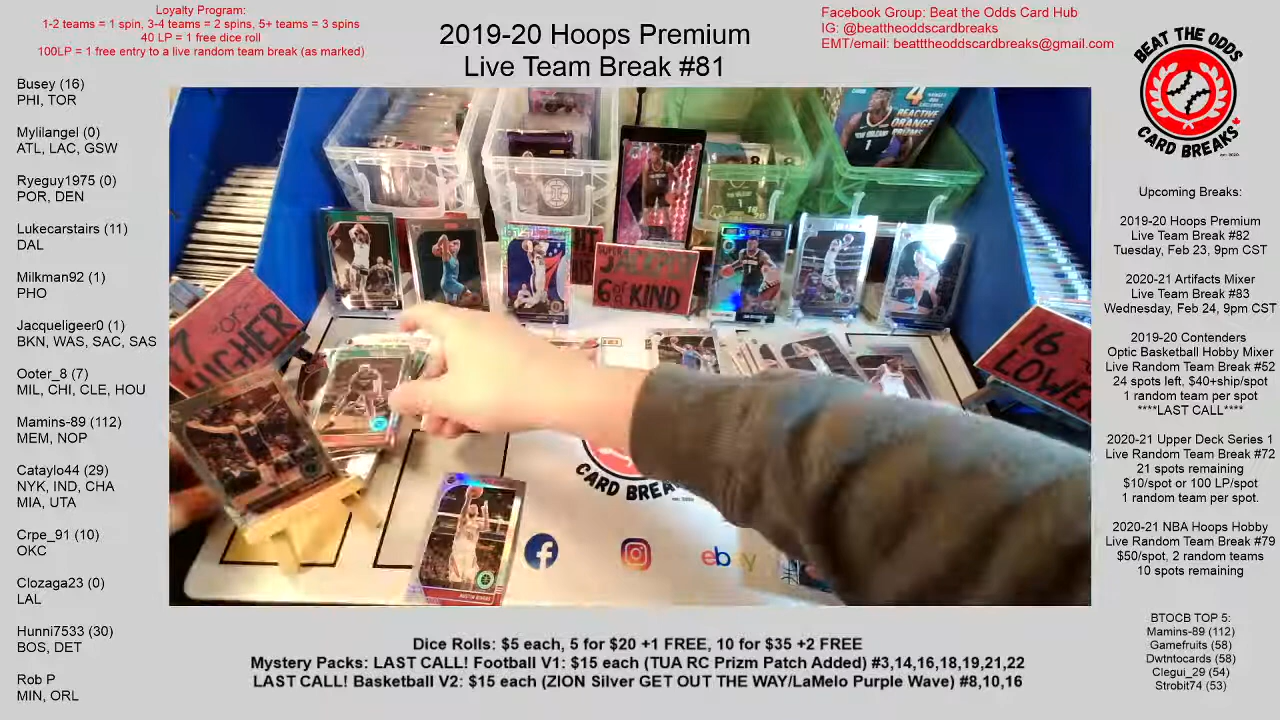 Loyalty Program:
1-2 teams = 1 spin, 3-4 teams = 2 spins, 5+ teams = 3 spins
40 LP = 1 free dice roll
100LP = 1 free entry to a live random team break (as marked)
2019-20 Hoops Premium
Live Team Break #81
Facebook Group: Beat the Odds Card Hub
IG: @beattheoddscardbreaks
EMT/email: beattheoddscardbreaks@gmail.com
BEAT THE ODDS
CARD BREAKS
Busey (16)
PHI, TOR
Mylilangel (0)
ATL, LAC, GSW
Ryeguy1975 (0)
POR, DEN
Lukecarstairs (11)
DAL
Milkman92 (1)
PHO
Jacqueligeer0 (1)
BKN, WAS, SAC, SAS
Ooter_8 (7)
MIL, CHI, CLE, HOU
Mamins-89 (112)
MEM, NOP
Cataylo44 (29)
NYK, IND, CHA
MIA, UTA
Crpe_91 (10)
OKC
Clozaga23 (0)
LAL
Hunni7533 (30)
BOS, DET
Rob P
MIN, ORL
4
REACTIVE
ORANGE
PRIZMS
SUPER
JACKPOT
6 of a KIND
7 -or-
HIGHER
16
LOWER
CARD BREA
ebay
AUSTIN RIVERS
Upcoming Breaks:
2019-20 Hoops Premium
Live Team Break #82
Tuesday, Feb 23, 9pm CST
2020-21 Artifacts Mixer
Live Team Break #83
Wednesday, Feb 24, 9pm CST
2019-20 Contenders
Optic Basketball Hobby Mixer
Live Random Team Break #52
24 spots left, $40+ship/spot
1 random team per spot
****LAST CALL****
2020-21 Upper Deck Series 1
Live Random Team Break #72
21 spots remaining
$10/spot or 100 LP/spot
1 random team per spot.
2020-21 NBA Hoops Hobby
Live Random Team Break #79
$50/spot, 2 random teams
10 spots remaining
BTOCB TOP 5:
Mamins-89 (112)
Gamefruits (58)
Dwtntocards (58)
Clegui_29 (54)
Strobit74 (53)
Dice Rolls: $5 each, 5 for $20 +1 FREE, 10 for $35 +2 FREE
Mystery Packs: LAST CALL! Football V1: $15 each (TUA RC Prizm Patch Added) #3,14,16,18,19,21,22
LAST CALL! Basketball V2: $15 each (ZION Silver GET OUT THE WAY/LaMelo Purple Wave) #8,10,16